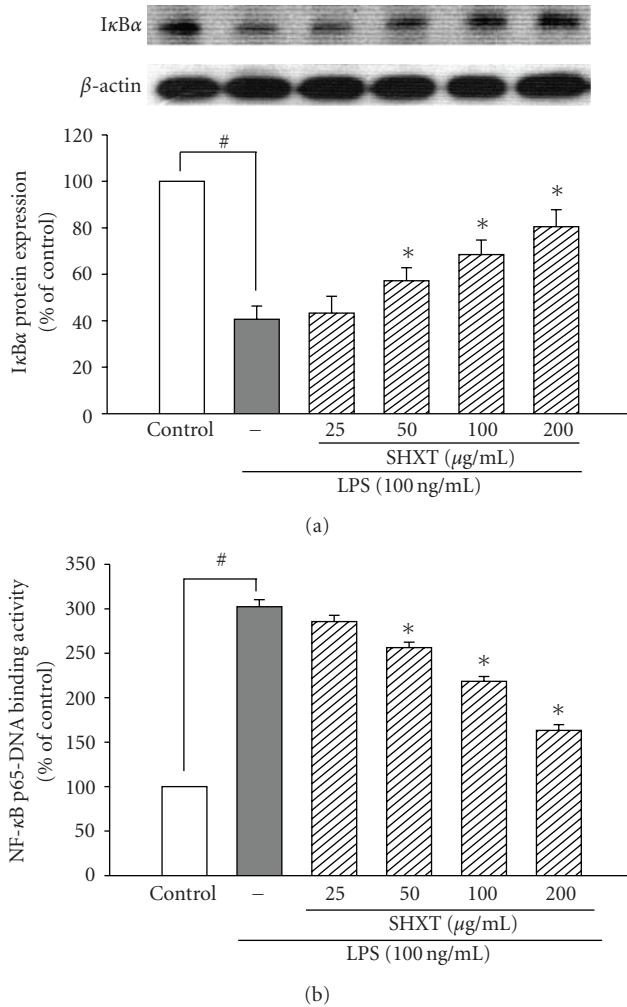 IκBα
β-actin
IκBα protein expression
(% of control)
120
100
80
60
40
20
0
#
*
*
*
Control
–
25
50
100
200
SHXT (μg/mL)
LPS (100 ng/mL)
(a)
NF-κB p65-DNA binding activity
(% of control)
350
300
250
200
150
100
50
0
#
*
*
*
Control
–
25
50
100
200
SHXT (μg/mL)
LPS (100 ng/mL)
(b)